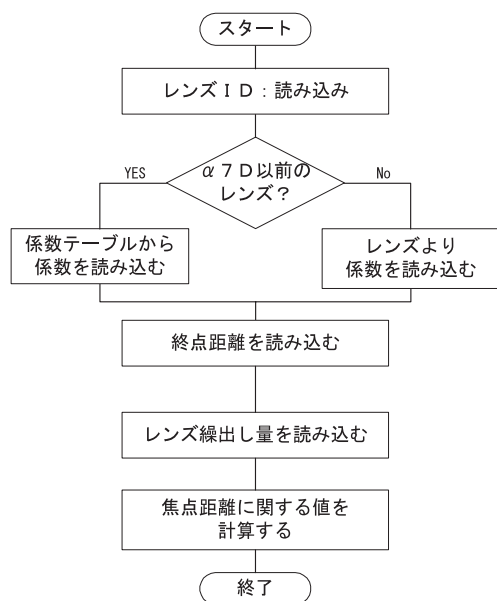 スタート
レンズＩＤ：読み込み
α７Ｄ以前の
レンズ？
YES
No
係数テーブルから
係数を読み込む
レンズより
係数を読み込む
終点距離を読み込む
レンズ繰出し量を読み込む
焦点距離に関する値を
計算する
終了